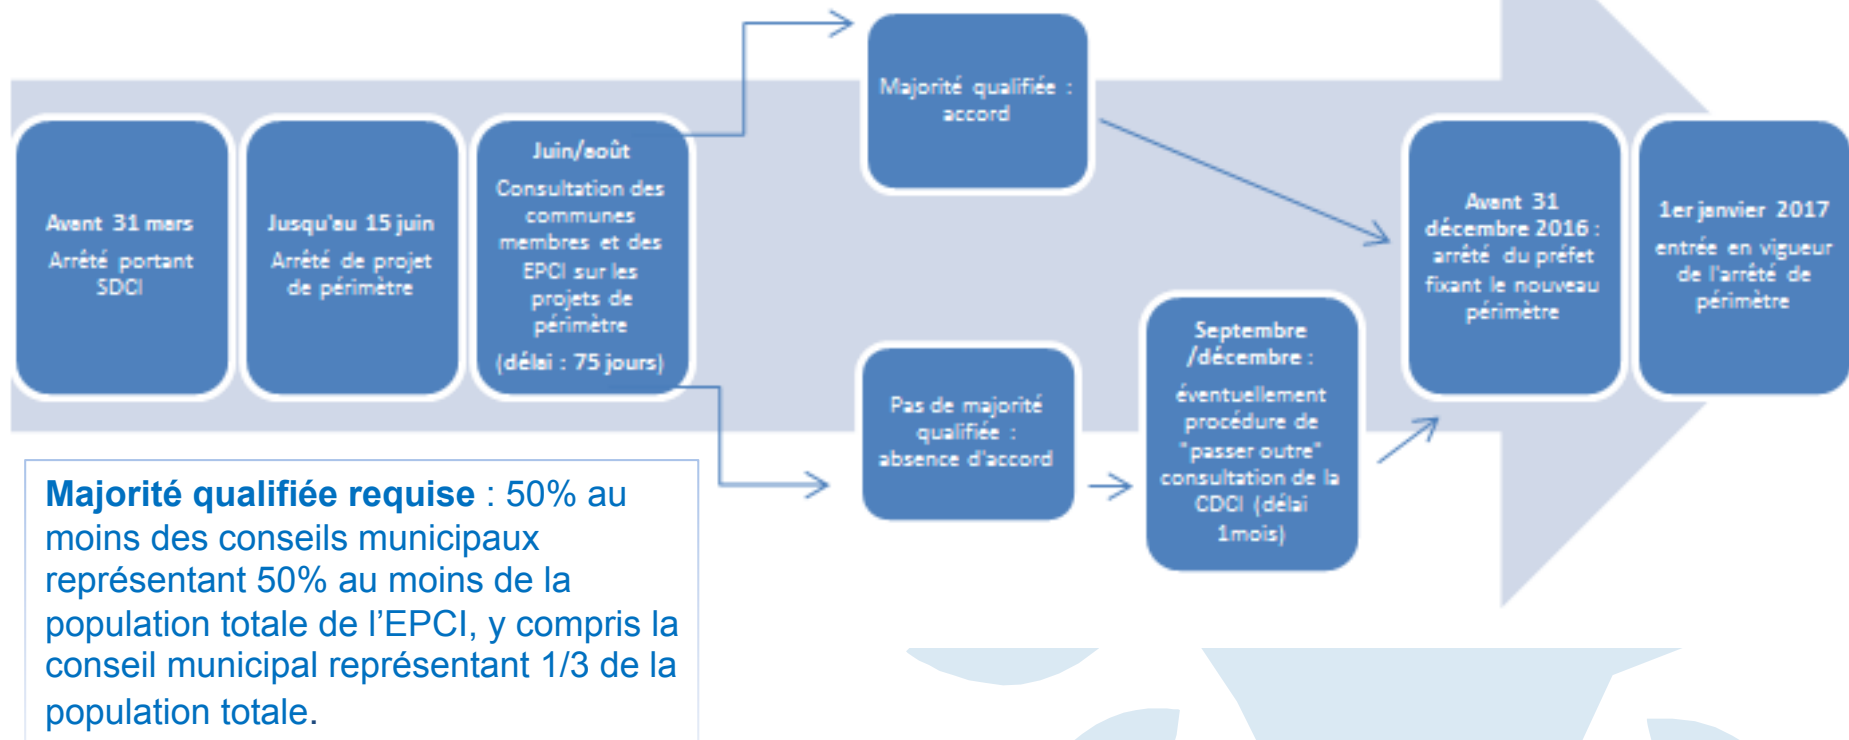 Avant 31 mars
Arrêté portant
SDCI
Jusqu'au 15 juin
Arrêté de projet
de périmètre
Juin/août
Consultation des
communes
membres et des
EPCI sur les
projets de
périmètre
(délai : 75 jours)
Majorité qualifiée :
accord
Pas de majorité
qualifiée :
absence d'accord
Septembre
/décembre :
éventuellement
procédure de
"passer outre"
consultation de la
CDCI (délai
1mois)
Avant 31
décembre 2016 :
arrêté du préfet
fixant le nouveau
périmètre
1er janvier 2017
entrée en vigueur
de l'arrêté de
périmètre
Majorité qualifiée requise : 50% au
moins des conseils municipaux
représentant 50% au moins de la
population totale de l’EPCI, y compris la
conseil municipal représentant 1/3 de la
population totale.